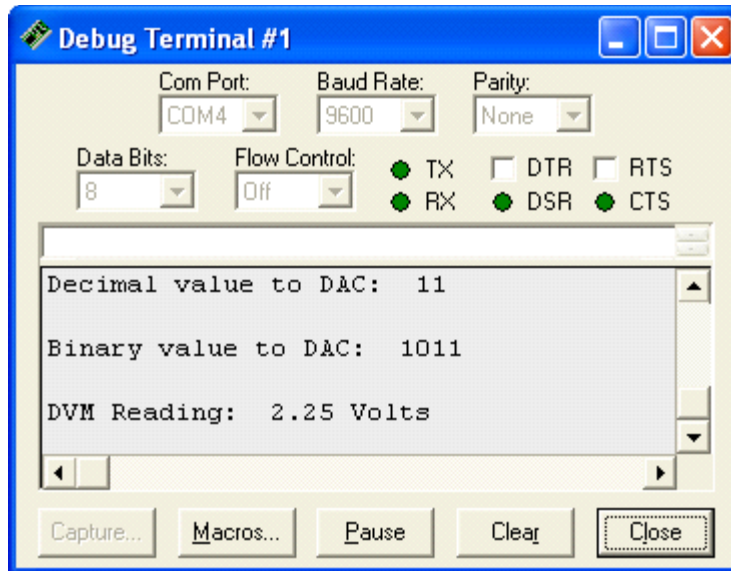 Debug Terminal #1
Com Port: Baud Rate: Parity:
COM4 9600 None
Data Bits: Flow Control: TX DTR RTS
8 Off RX DSR CTS
Decimal value to DAC:  11
Binary value to DAC:  1011
DVM Reading:  2.25 Volts
Capture... Macros... Pause Clear Close